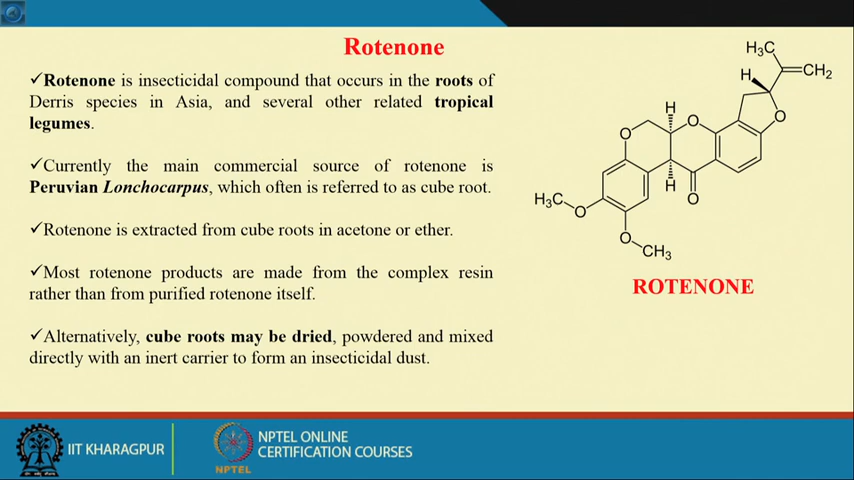 Rotenone
✓Rotenone is insecticidal compound that occurs in the roots of
Derris species in Asia, and several other related tropical
legumes.
✓Currently the main commercial source of rotenone is
Peruvian Lonchocarpus, which often is referred to as cube root.
✓Rotenone is extracted from cube roots in acetone or ether.
✓Most rotenone products are made from the complex resin
rather than from purified rotenone itself.
✓Alternatively, cube roots may be dried, powdered and mixed
directly with an inert carrier to form an insecticidal dust.
H₃C
H
CH₂
H
O
O
O
H
O
H₃C
O
O
CH₃
ROTENONE
IIT KHARAGPUR
NPTEL
NPTEL ONLINE
CERTIFICATION COURSES